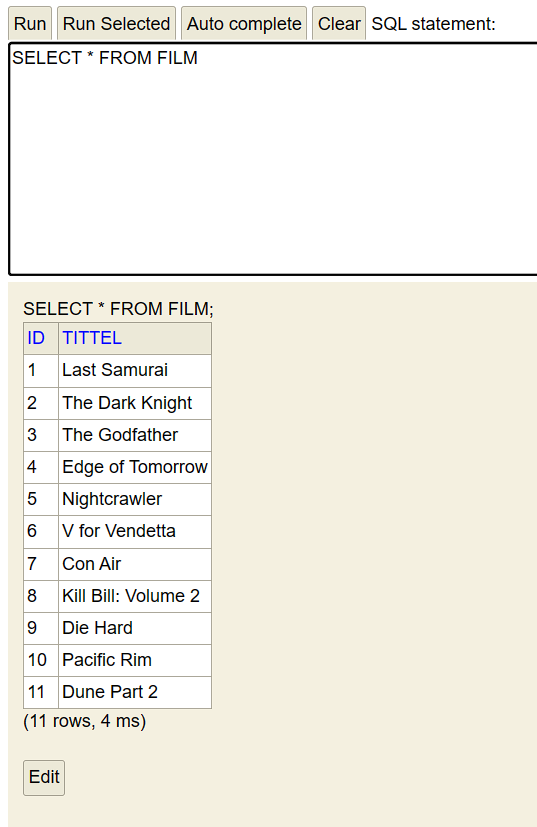 Run Run Selected Auto complete Clear SQL statement:
SELECT * FROM FILM
SELECT * FROM FILM;
ID TITTEL
1 Last Samurai
2 The Dark Knight
3 The Godfather
4 Edge of Tomorrow
5 Nightcrawler
6 V for Vendetta
7 Con Air
8 Kill Bill: Volume 2
9 Die Hard
10 Pacific Rim
11 Dune Part 2
(11 rows, 4 ms)
Edit